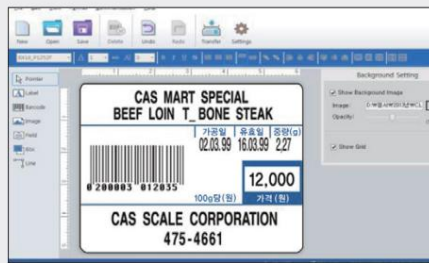 New
Open
Save
Delete
Undo
Redo
Transfer
Settings
Pointer
Label
Barcode
Image
Field
Box
Line
Background Setting
Show Background Image
Image:
Opacity:
Show Grid
CAS MART SPECIAL
BEEF LOIN T_BONE STEAK
가공일 유효일 중량(g)
02.03.99 16.03.99 2,27
0 200003 012035
12,000
100g당(원) 가격(원)
CAS SCALE CORPORATION
475-4661